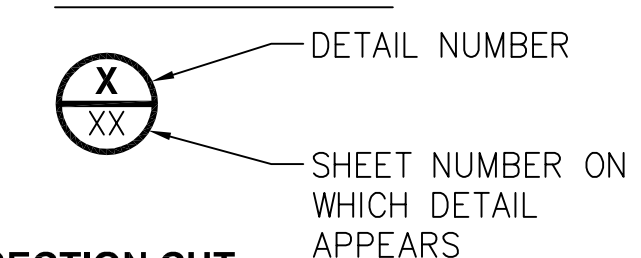 DETAIL NUMBER
X
XX
SHEET NUMBER ON
WHICH DETAIL
APPEARS
SECTION CUT